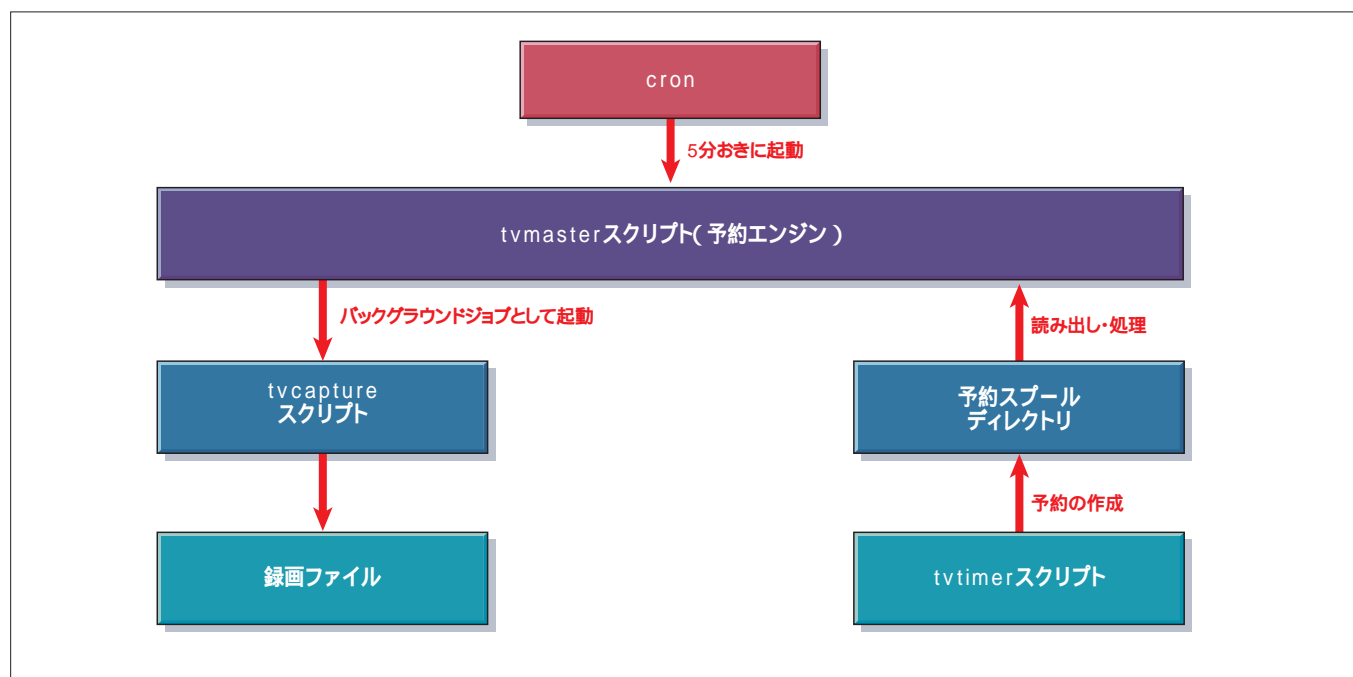 cron
5分おきに起動
tvmasterスクリプト(予約エンジン)
バックグラウンドジョブとして起動
読み出し・処理
tvcapture
スクリプト
予約スプール
ディレクトリ
予約の作成
録画ファイル
tvtimerスクリプト